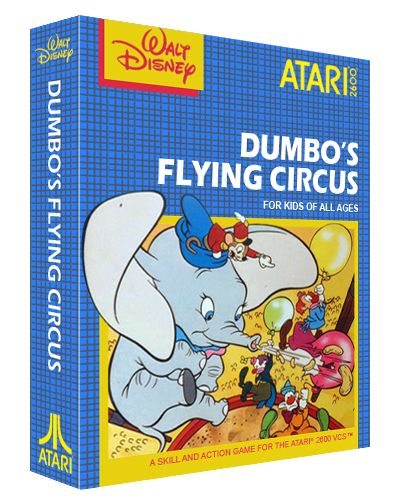 WALT
DISNEY
DUMBO'S FLYING CIRCUS
ATARI
WALT
DISNEY
ATARI 2600
DUMBO'S
FLYING CIRCUS
FOR KIDS OF ALL AGES
A SKILL AND ACTION GAME FOR THE ATARI® 2600 VCS™